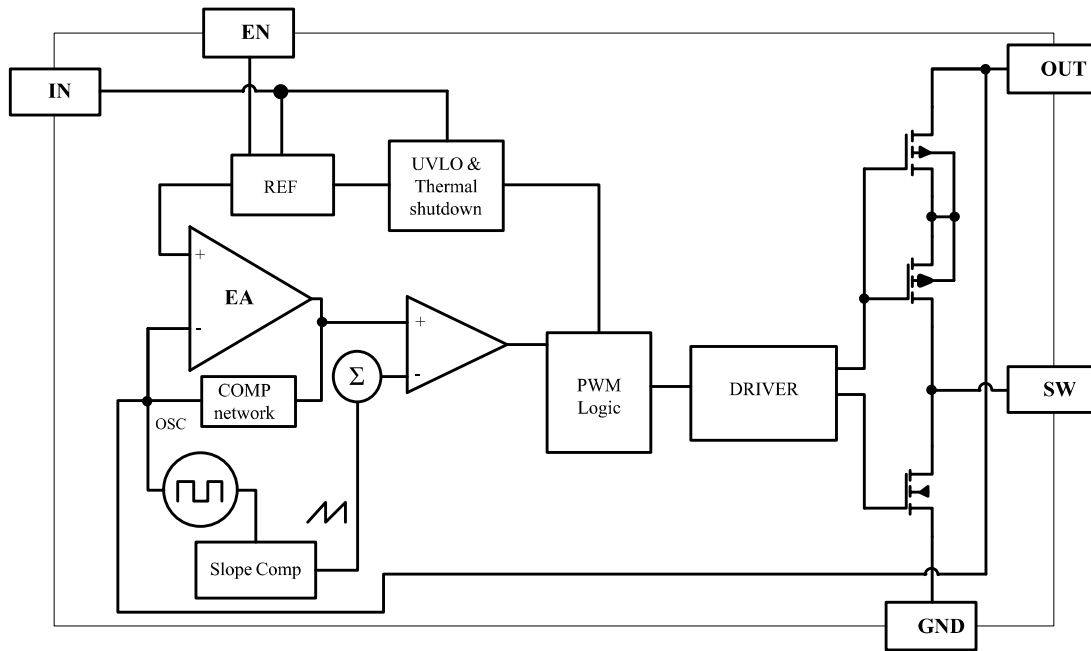 EN
IN
OUT
UVLO &
Thermal
shutdown
REF
+
EA
-
+
Σ
-
COMP
network
OSC
PWM
Logic
DRIVER
SW
Slope Comp
GND